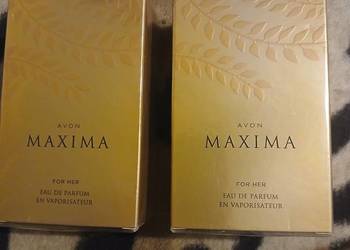 AVON
MAXIMA
FOR HER
EAU DE PARFUM
EN VAPORISATEUR
AVON
MAXIMA
FOR HER
EAU DE PARFUM
EN VAPORISATEUR